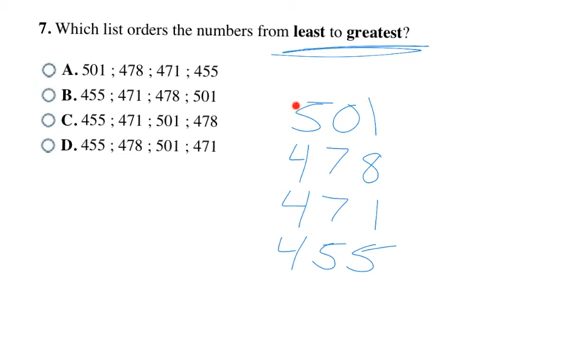 7. Which list orders the numbers from least to greatest?
A. 501 ; 478 ; 471 ; 455
B. 455 ; 471 ; 478 ; 501
C. 455 ; 471 ; 501 ; 478
D. 455 ; 478 ; 501 ; 471
501
478
471
455